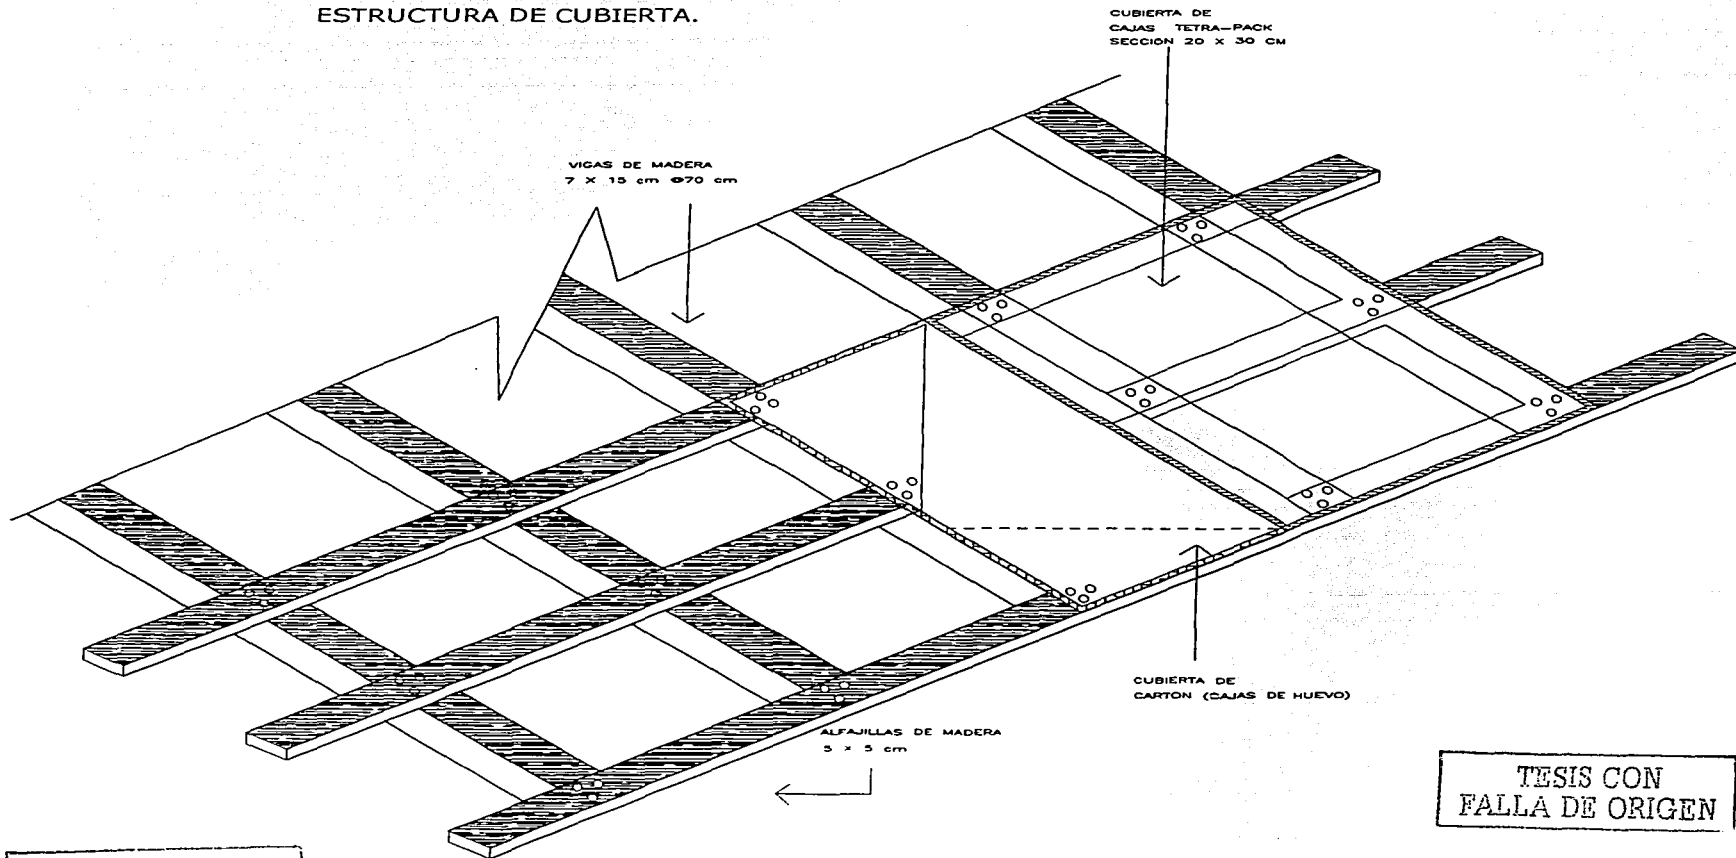 ESTRUCTURA DE CUBIERTA.
CUBIERTA DE
CAJAS TETRA-PACK
SECCION 20 X 30 CM
VIGAS DE MADERA
7 X 15 cm @70 cm
CUBIERTA DE
CARTON (CAJAS DE HUEVO)
ALFAJILLAS DE MADERA
5 x 5 cm
TESIS CON
FALLA DE ORIGEN